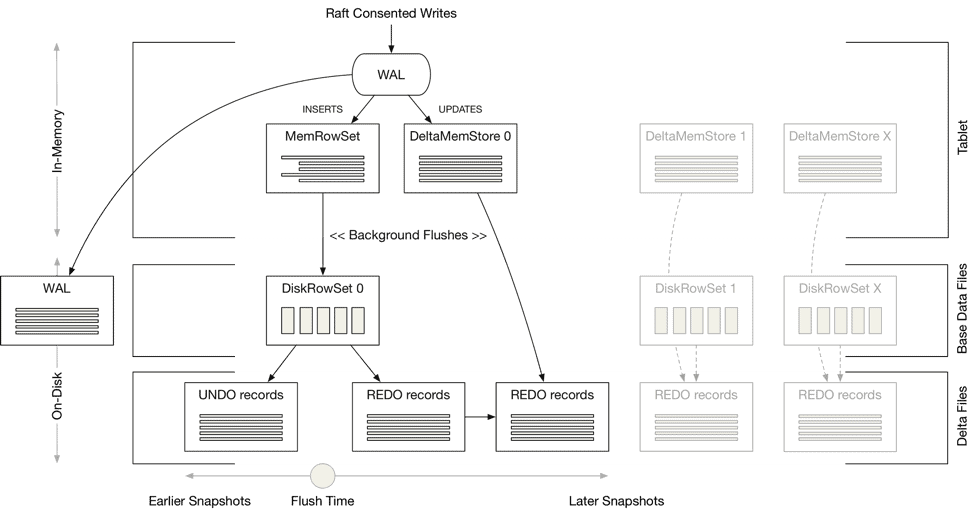 Raft Consented Writes
WAL
INSERTS
UPDATES
MemRowSet
DeltaMemStore 0
DeltaMemStore 1
DeltaMemStore X
In-Memory
Tablet
<< Background Flushes >>
WAL
DiskRowSet 0
DiskRowSet 1
DiskRowSet X
Base Data Files
On-Disk
UNDO records
REDO records
REDO records
REDO records
REDO records
Delta Files
Earlier Snapshots
Flush Time
Later Snapshots